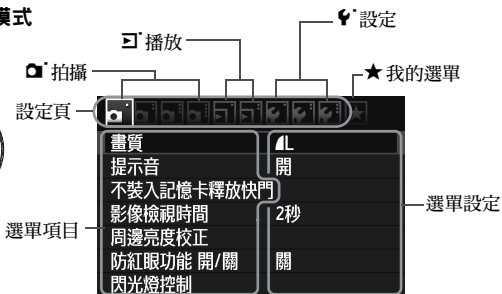 模式
設定
播放
拍攝
★ 我的選單
設定頁
畫質 L
提示音 開
不裝入記憶卡釋放快門
影像檢視時間 2秒
周邊亮度校正
防紅眼功能 開/關 關
閃光燈控制
選單設定
選單項目